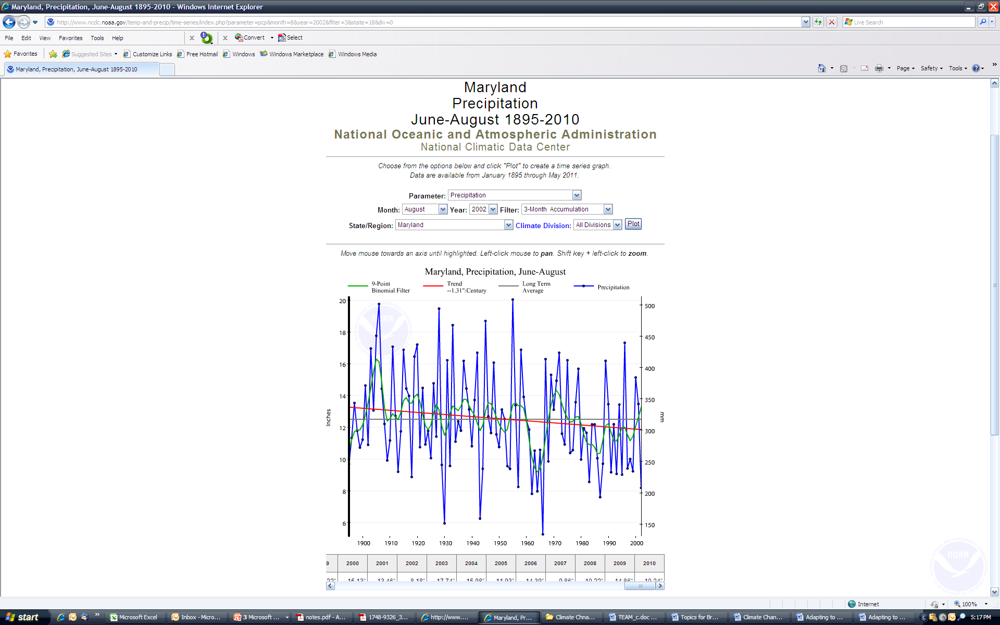 Maryland, Precipitation, June-August 1895-2010 - Windows Internet Explorer
http://www.ncdc.noaa.gov/temp-and-precip/time-series/index.php?parameter=pcp&month=8&year=2002&filter=3&state=18&div=0
Live Search
File Edit View Favorites Tools Help
Convert Select
Favorites Suggested Sites Customize Links Free Hotmail Windows Windows Marketplace Windows Media
Maryland, Precipitation, June-August 1895-2010
Page Safety Tools
Maryland
Precipitation
June-August 1895-2010
National Oceanic and Atmospheric Administration
National Climatic Data Center
Choose from the options below and click "Plot" to create a time series graph.
Data are available from January 1895 through May 2011.
Parameter: Precipitation
Month: August Year: 2002 Filter: 3-Month Accumulation
State/Region: Maryland Climate Division: All Divisions Plot
Move mouse towards an axis until highlighted. Left-click mouse to pan. Shift key + left-click to zoom.
Maryland, Precipitation, June-August
9-Point Binomial Filter
Trend --1.31"/Century
Long Term Average
Precipitation
20
18
16
14
12
10
8
6
Inches
500
450
400
350
300
250
200
150
mm
1900 1910 1920 1930 1940 1950 1960 1970 1980 1990 2000
9 2000 2001 2002 2003 2004 2005 2006 2007 2008 2009 2010
22" 15.13" 13.46" 8.18" 17.74" 15.98" 11.93" 14.39" 9.86" 10.22" 14.86" 10.24"
NOAA
Internet 100%
start Microsoft Excel Inbox - Micro... 3 Microsoft ... notes.pdf - A... 1748-9326_3... http://www.... Maryland, Pr... Climate Chna... TEAM_c.doc ... Topics for Br... Climate Chan... Adapting to ... Adapting to ... 5:17 PM